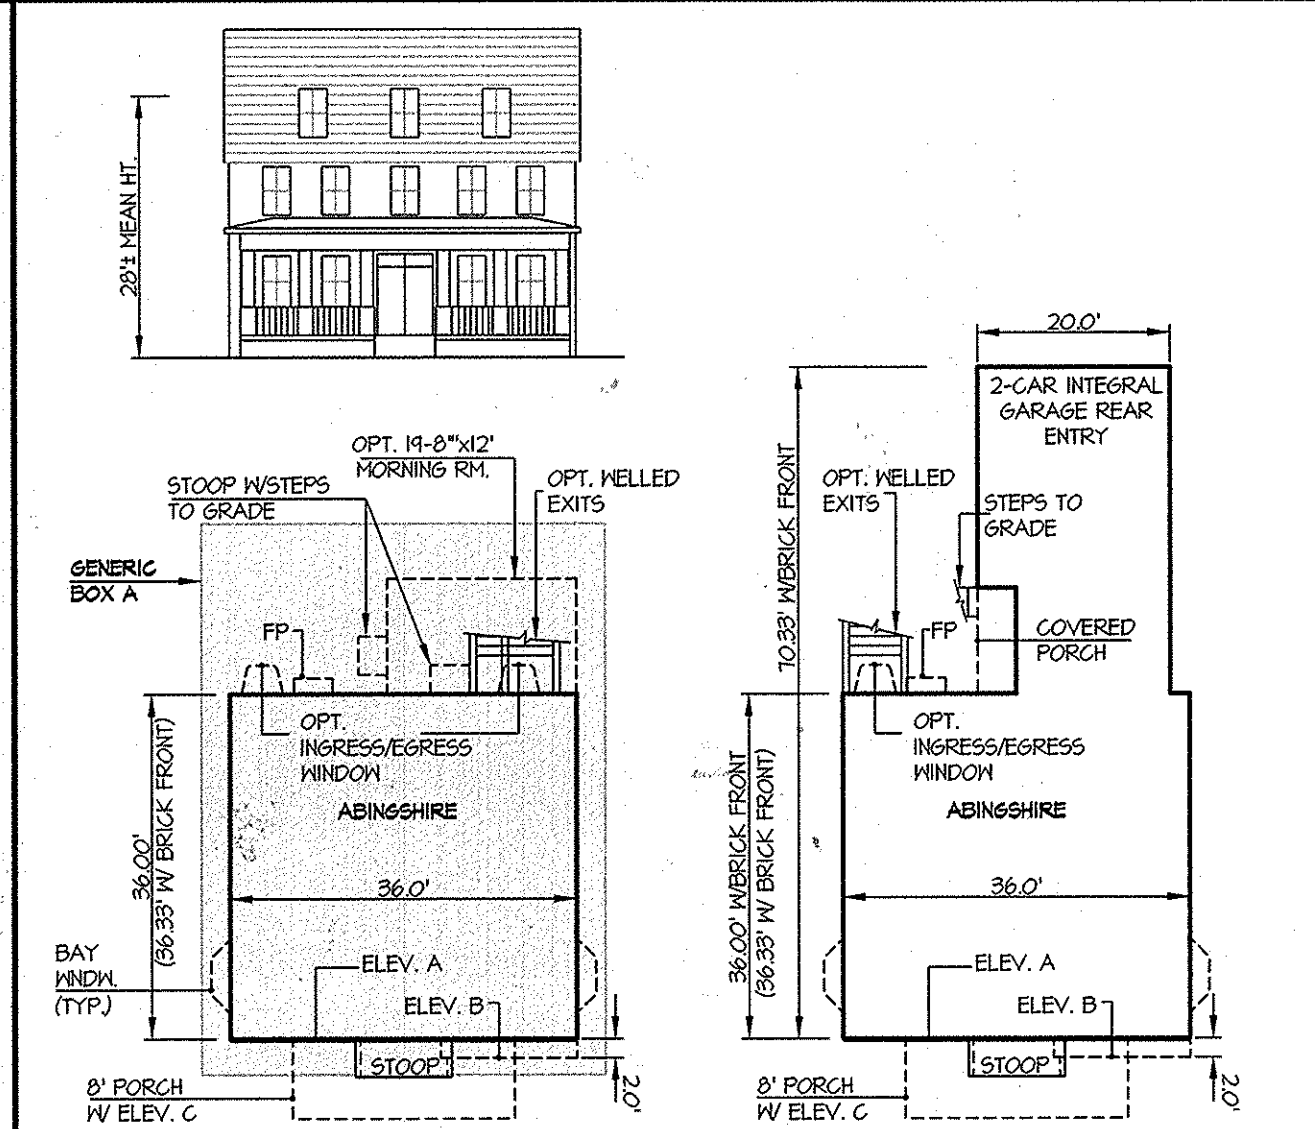 28'± MEAN HT.
OPT. 19-8"x12'
MORNING RM.
STOOP W/STEPS
TO GRADE
OPT. WELLED
EXITS
GENERIC
BOX A
FP
OPT.
INGRESS/EGRESS
WINDOW
ABINGSHIRE
36.00'
(36.33' W/ BRICK FRONT)
36.0'
BAY
WNDW.
(TYP.)
ELEV. A
ELEV. B
STOOP
8' PORCH
W/ ELEV. C
2.0'
20.0'
2-CAR INTEGRAL
GARAGE REAR
ENTRY
70.33' W/BRICK FRONT
OPT. WELLED
EXITS
STEPS TO
GRADE
FP
COVERED
PORCH
OPT.
INGRESS/EGRESS
WINDOW
ABINGSHIRE
36.00' W/BRICK FRONT
(36.33' W/ BRICK FRONT)
36.0'
ELEV. A
ELEV. B
STOOP
8' PORCH
W/ ELEV. C
2.0'